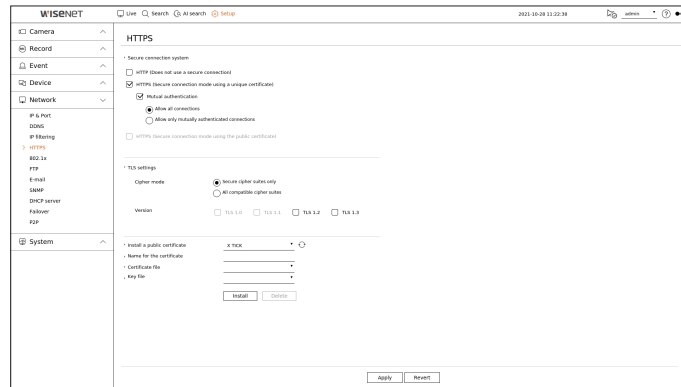 WISENET
Live Search AI search Setup 2021-10-28 11:22:38 admin ?
Camera
Record
Event
Device
Network
IP & Port
DDNS
IP filtering
> HTTPS
802.1x
FTP
E-mail
SNMP
DHCP server
Failover
P2P
System
HTTPS
Secure connection system
HTTP (Does not use a secure connection)
HTTPS (Secure connection mode using a unique certificate)
Mutual authentication
Allow all connections
Allow only mutually authenticated connections
HTTPS (Secure connection mode using the public certificate)
TLS settings
Cipher mode Secure cipher suites only
All compatible cipher suites
Version TLS 1.0 TLS 1.1 TLS 1.2 TLS 1.3
Install a public certificate X TICK
Name for the certificate
Certificate file
Key file
Install Delete
Apply Revert